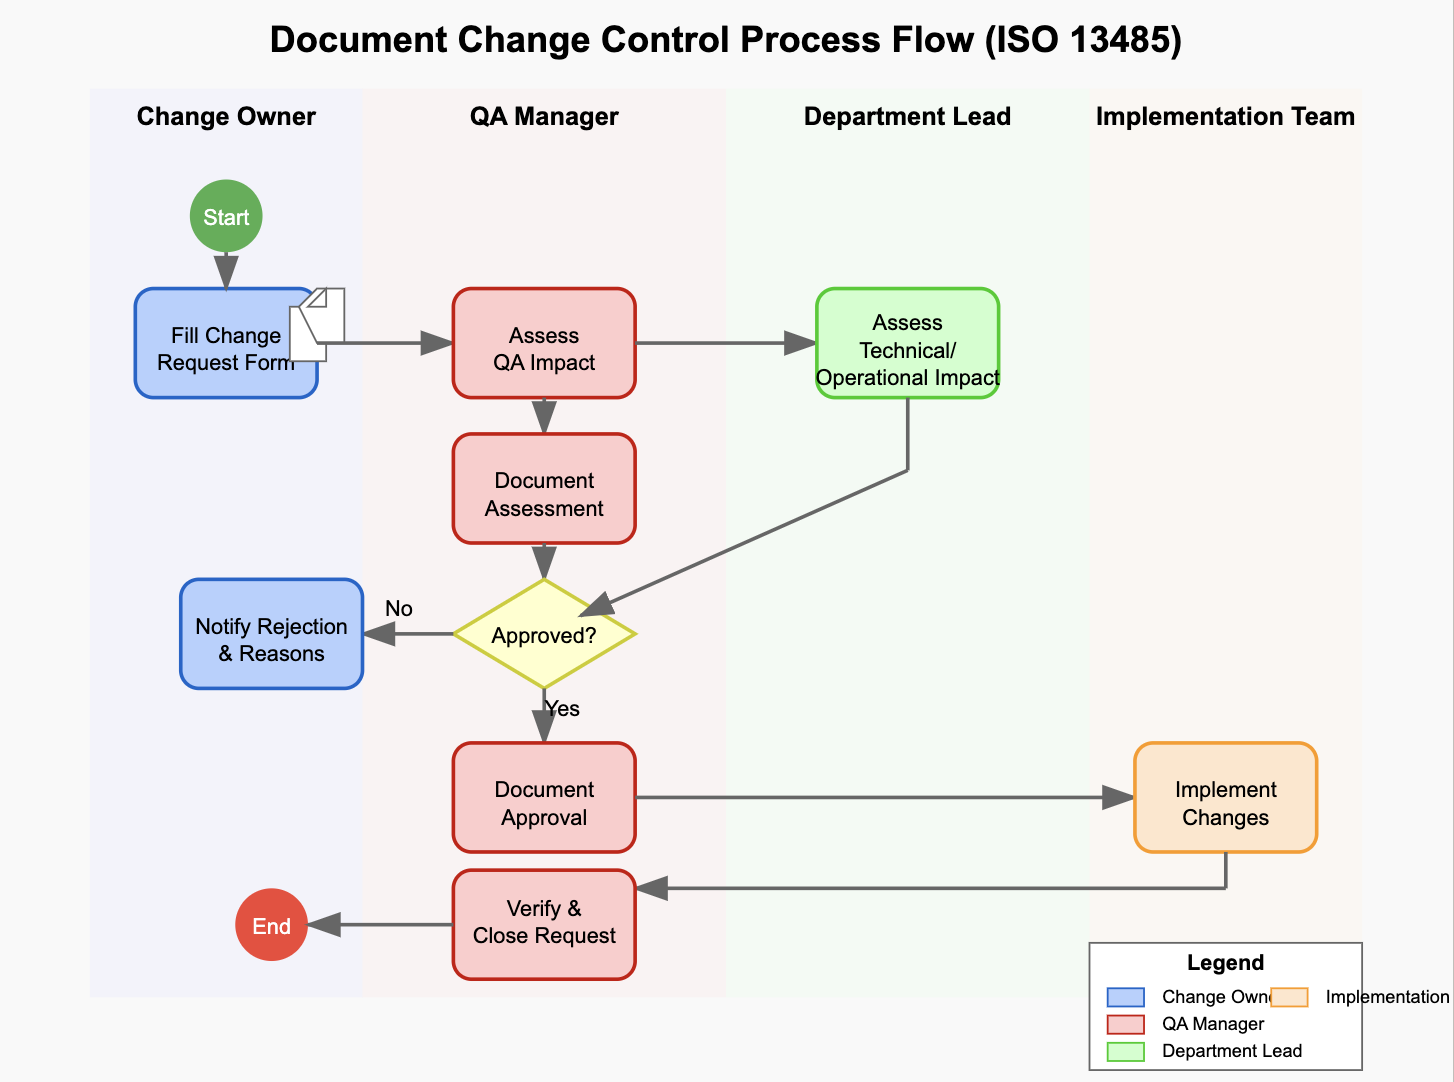 Document Change Control Process Flow (ISO 13485)
Change Owner
QA Manager
Department Lead
Implementation Team
Start
Fill Change
Request Form
Assess
QA Impact
Assess
Technical/
Operational Impact
Document
Assessment
Notify Rejection
& Reasons
No
Approved?
Yes
Document
Approval
Implement
Changes
End
Verify &
Close Request
Legend
Change Owne
Implementation
QA Manager
Department Lead